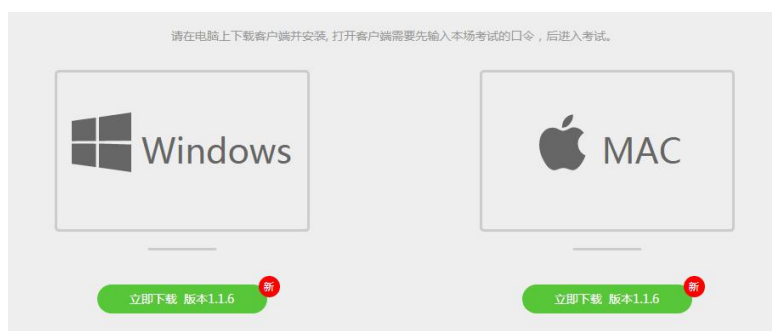 请在电脑上下载客户端并安装, 打开客户端需要先输入本场考试的口令，后进入考试。
Windows
MAC
新
立即下载 版本1.1.6
新
立即下载 版本1.1.6